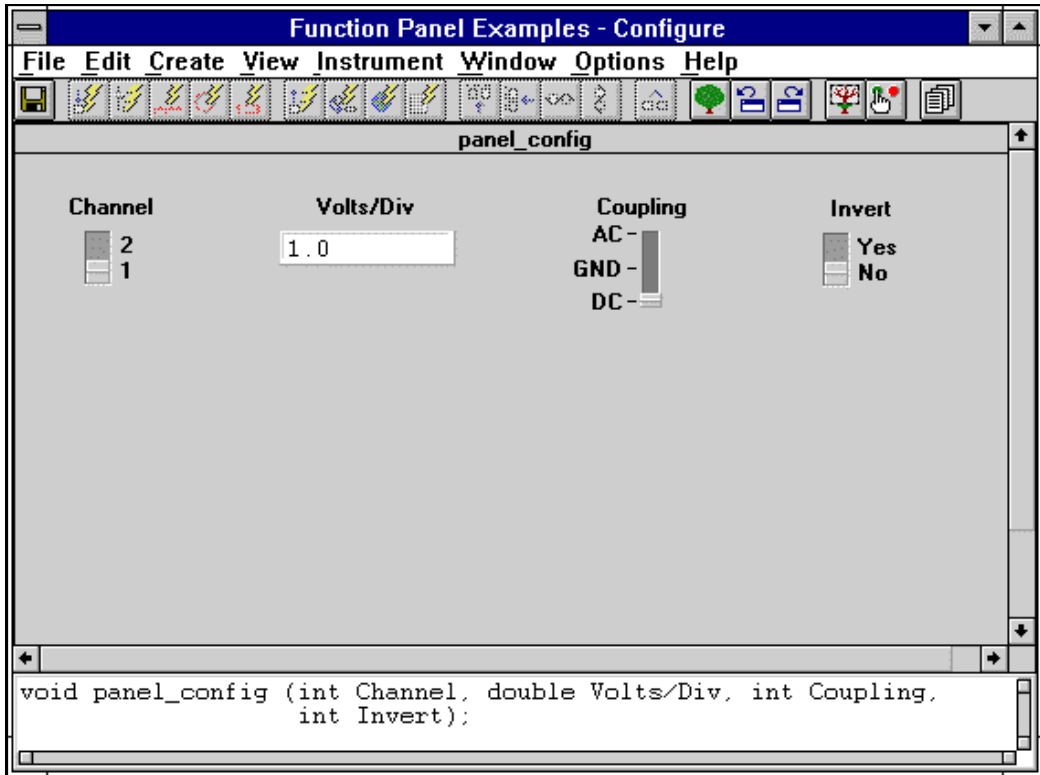 Function Panel Examples - Configure
File Edit Create View Instrument Window Options Help
panel_config
Channel Volts/Div Coupling Invert
2 1.0 AC - Yes
1 GND - No
DC -
void panel_config (int Channel, double Volts/Div, int Coupling,
int Invert);